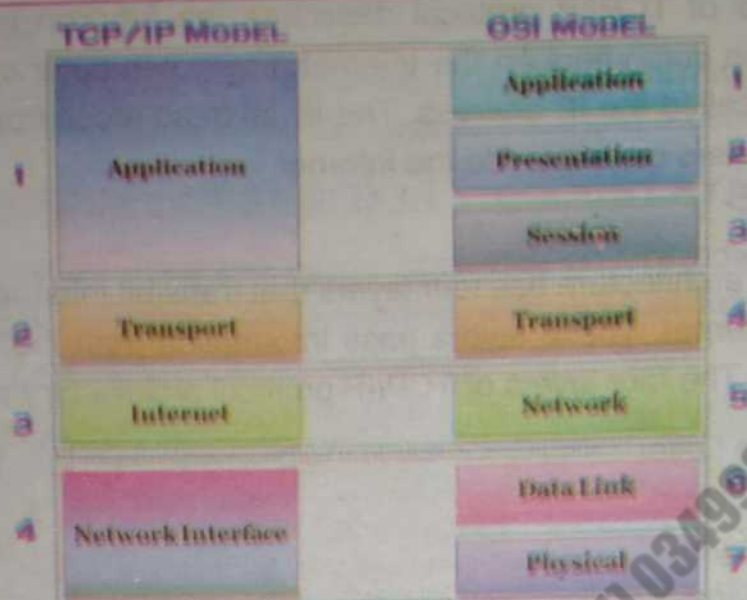 TCP/IP MODEL
OSI MODEL
Application
1
Presentation
2
Session
3
1
Application
2
Transport
Transport
4
3
Internet
Network
5
4
Network Interface
Data Link
6
Physical
7